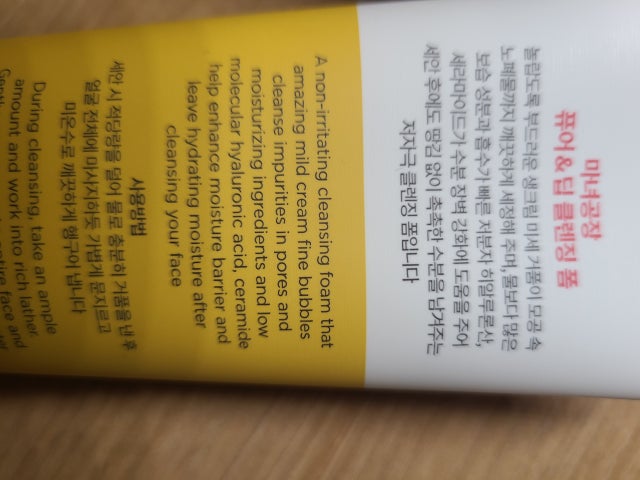 마녀공장
퓨어 & 딥 클렌징 폼
놀랍도록 부드러운 생크림 미세 거품이 모공 속
노폐물까지 깨끗하게 세정해 주며, 물보다 많은
보습 성분과 흡수가 빠른 저분자 히알루론산,
세라마이드가 수분 장벽 강화에 도움을 주어
세안 후에도 땅김 없이 촉촉한 수분을 남겨주는
저자극 클렌징 폼입니다
A non-irritating cleansing foam that
amazing mild cream fine bubbles
cleanse impurities in pores and
moisturizing ingredients and low
molecular hyaluronic acid, ceramide
help enhance moisture barrier and
leave hydrating moisture after
cleansing your face
사용방법
세안 시 적당량을 덜어 물로 충분히 거품을 낸 후
얼굴 전체에 마사지하듯 가볍게 문지르고
미온수로 깨끗하게 헹구어 냅니다
During cleansing, take an ample
amount and work into rich lather.
face and